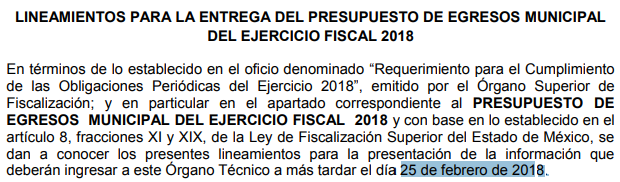 LINEAMIENTOS PARA LA ENTREGA DEL PRESUPUESTO DE EGRESOS MUNICIPAL
DEL EJERCICIO FISCAL 2018
En términos de lo establecido en el oficio denominado “Requerimiento para el Cumplimiento
de las Obligaciones Periódicas del Ejercicio 2018”, emitido por el Órgano Superior de
Fiscalización; y en particular en el apartado correspondiente al PRESUPUESTO DE
EGRESOS MUNICIPAL DEL EJERCICIO FISCAL 2018 y con base en lo establecido en el
artículo 8, fracciones XI y XIX, de la Ley de Fiscalización Superior del Estado de México, se
dan a conocer los presentes lineamientos para la presentación de la información que
deberán ingresar a este Órgano Técnico a más tardar el día 25 de febrero de 2018.